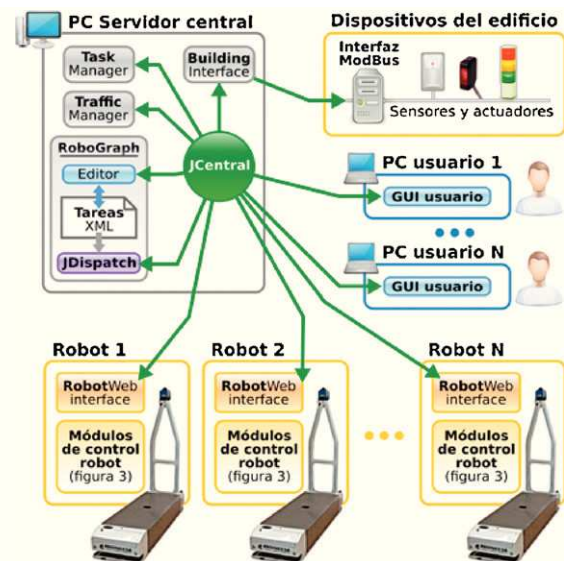 PC Servidor central
Task
Manager
Building
Interface
Traffic
Manager
RoboGraph
Editor
Tareas
XML
JDispatch
JCentral
Dispositivos del edificio
Interfaz
ModBus
Sensores y actuadores
PC usuario 1
GUI usuario
PC usuario N
GUI usuario
Robot 1
RobotWeb
interface
Módulos
de control
robot
(figura 3)
Robot 2
RobotWeb
interface
Módulos
de control
robot
(figura 3)
Robot N
RobotWeb
interface
Módulos
de control
robot
(figura 3)